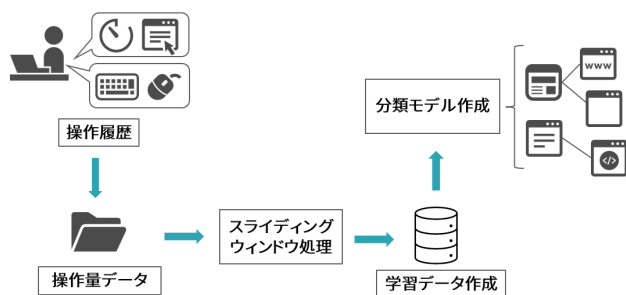 操作履歴
操作量データ
スライディング
ウィンドウ処理
学習データ作成
分類モデル作成
www
</>